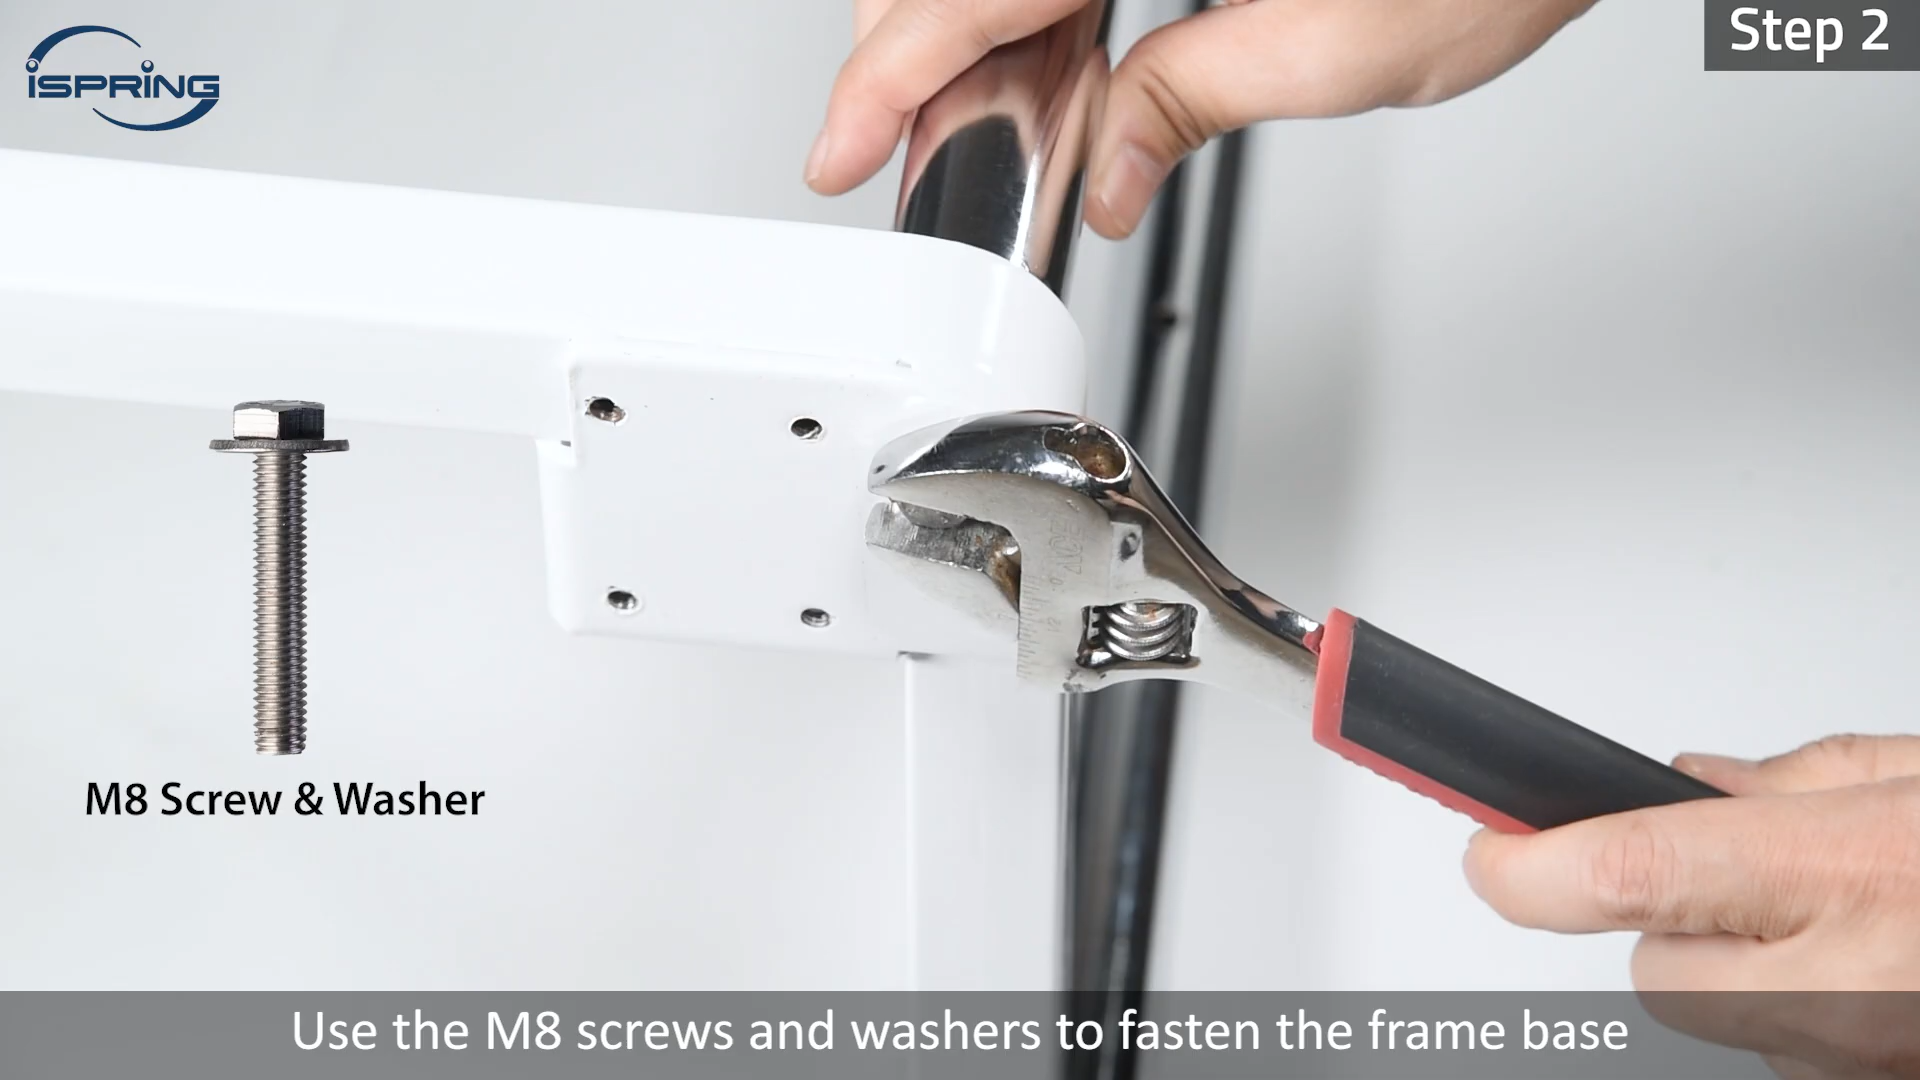 iSPRING
Step 2
M8 Screw & Washer
Use the M8 screws and washers to fasten the frame base